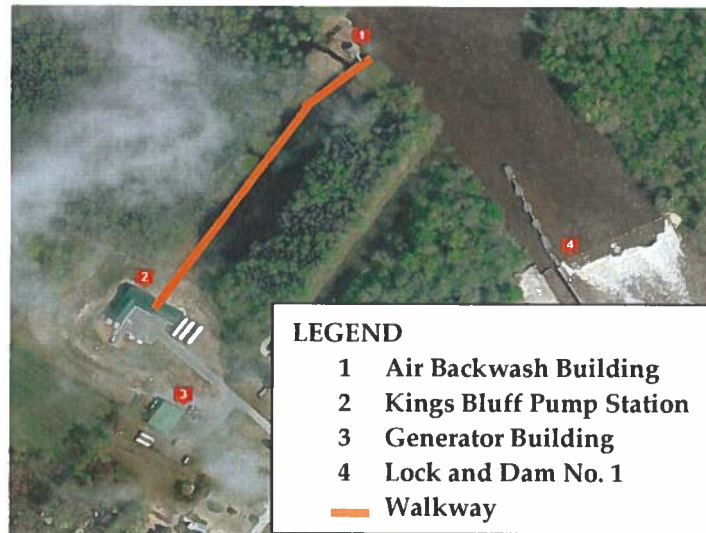 1
2
4
3
LEGEND
1 Air Backwash Building
2 Kings Bluff Pump Station
3 Generator Building
4 Lock and Dam No. 1
Walkway